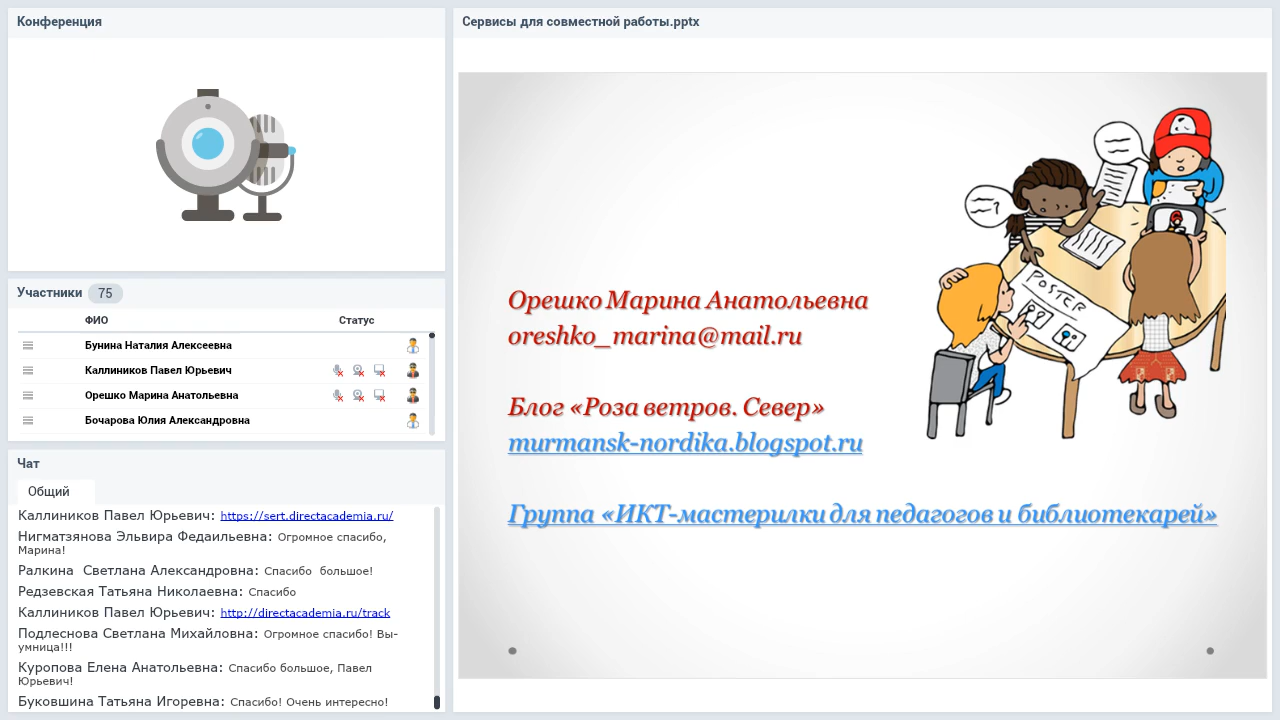 Конференция
Участники 75
ФИО Статус
Бунина Наталия Алексеевна
Каллиников Павел Юрьевич
Орешко Марина Анатольевна
Бочарова Юлия Александровна
Чат
Общий
Каллиников Павел Юрьевич: https://sert.directacademia.ru/
Нигматзянова Эльвира Федаильевна: Огромное спасибо,
Марина!
Ралкина Светлана Александровна: Спасибо большое!
Редзевская Татьяна Николаевна: Спасибо
Каллиников Павел Юрьевич: http://directacademia.ru/track
Подлеснова Светлана Михайловна: Огромное спасибо! Вы-
умница!!!
Куропова Елена Анатольевна: Спасибо большое, Павел
Юрьевич!
Буковшина Татьяна Игоревна: Спасибо! Очень интересно!
Сервисы для совместной работы.pptx
?
POSTER
Орешко Марина Анатольевна
oreshko_marina@mail.ru
Блог «Роза ветров. Север»
murmansk-nordika.blogspot.ru
Группа «ИКТ-мастерилки для педагогов и библиотекарей»